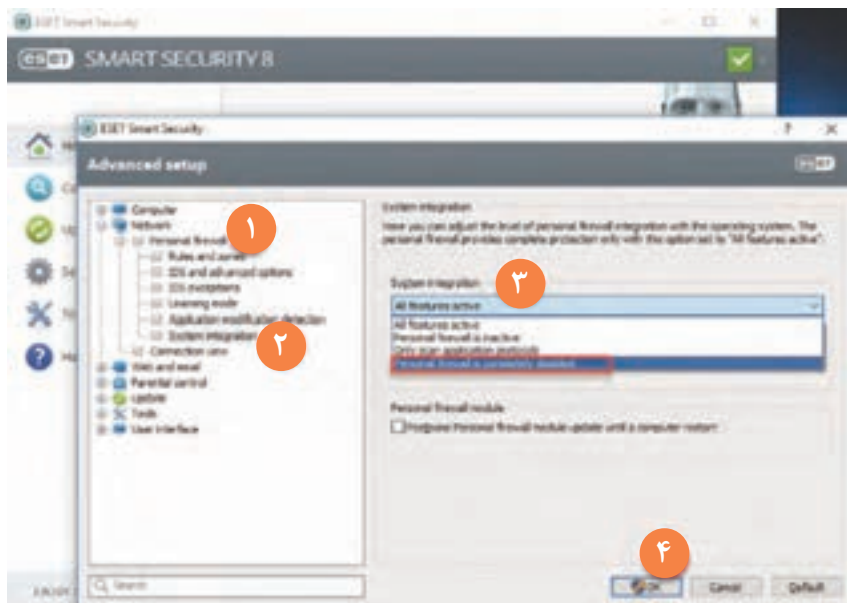 ESET Smart Security
eset SMART SECURITY 8
ESET Smart Security
? ×
Advanced setup
eset
Computer
Network
۱
Personal firewall
Rules and zones
IDS and advanced options
IDS exceptions
Learning mode
Application modification detection
System integration
۲
Connection view
Web and email
Parental control
Update
Tools
User interface
Search
System integration
Here you can adjust the level of personal firewall integration with the operating system. The
personal firewall provides complete protection only with this option set to "All features active".
System integration
۳
All features active
All features active
Personal firewall is inactive
Only scan application protocols
Personal firewall is completely disabled
Personal firewall module
Postpone Personal firewall module update until a computer restart
۴
OK
Cancel
Default